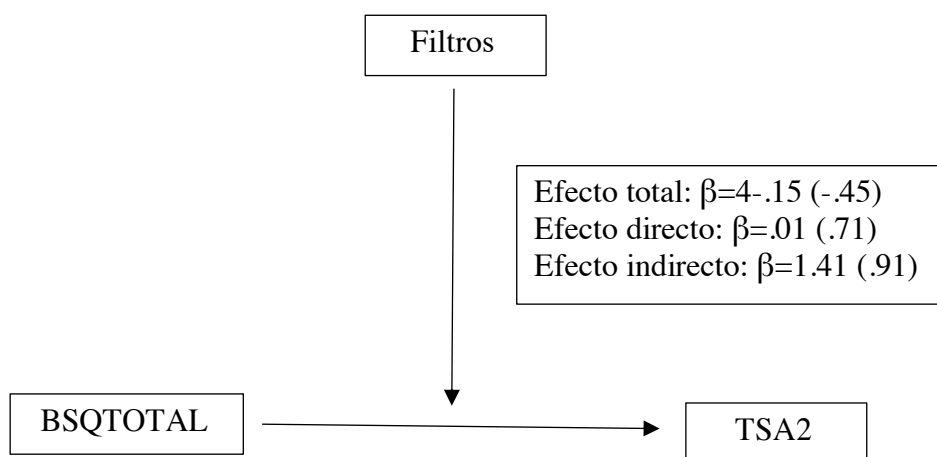 Filtros
Efecto total: β=4-.15 (-.45)
Efecto directo: β=.01 (.71)
Efecto indirecto: β=1.41 (.91)
BSQTOTAL
TSA2